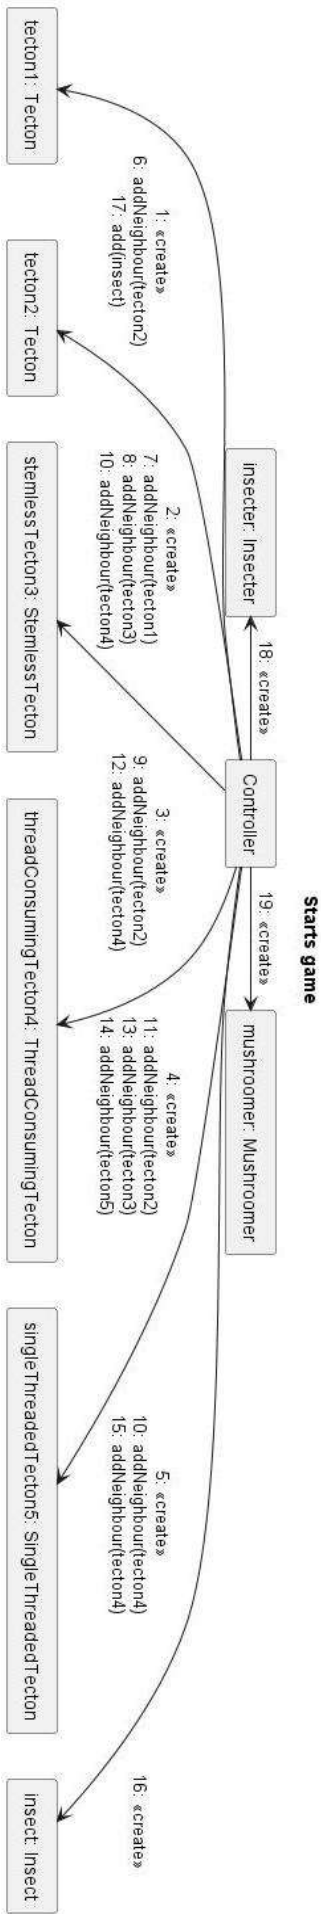 Starts game
insecter: Insecter
18: «create»
Controller
19: «create»
mushroomer: Mushroomer
1: «create»
6: addNeighbour(tecton2)
17: add(insect)
2: «create»
7: addNeighbour(tecton1)
8: addNeighbour(tecton3)
10: addNeighbour(tecton4)
3: «create»
9: addNeighbour(tecton2)
12: addNeighbour(tecton4)
4: «create»
11: addNeighbour(tecton2)
13: addNeighbour(tecton3)
14: addNeighbour(tecton5)
5: «create»
10: addNeighbour(tecton4)
15: addNeighbour(tecton4)
16: «create»
tecton1: Tecton
tecton2: Tecton
stemlessTecton3: StemlessTecton
threadConsumingTecton4: ThreadConsumingTecton
singleThreadedTecton5: SingleThreadedTecton
insect: Insect